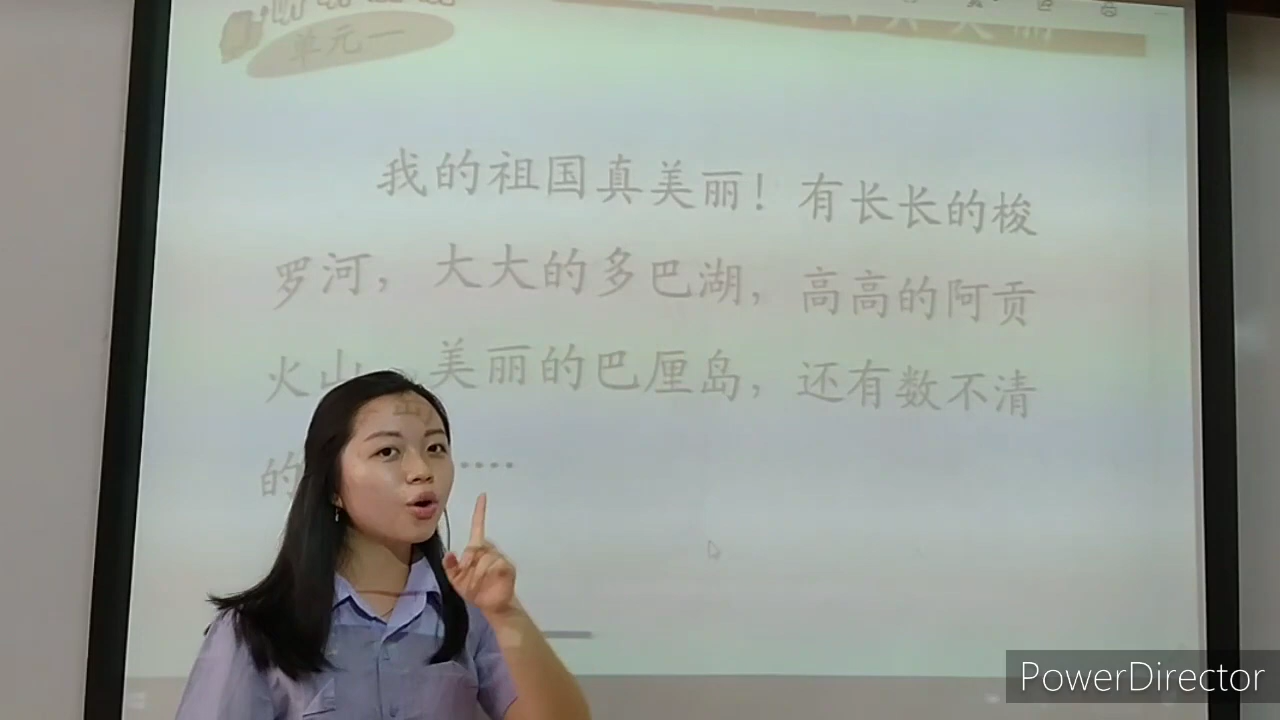 单元一
我的祖国真美丽！有长长的梭
罗河，大大的多巴湖，高高的阿贡
火山，美丽的巴厘岛，还有数不清
的
PowerDirector